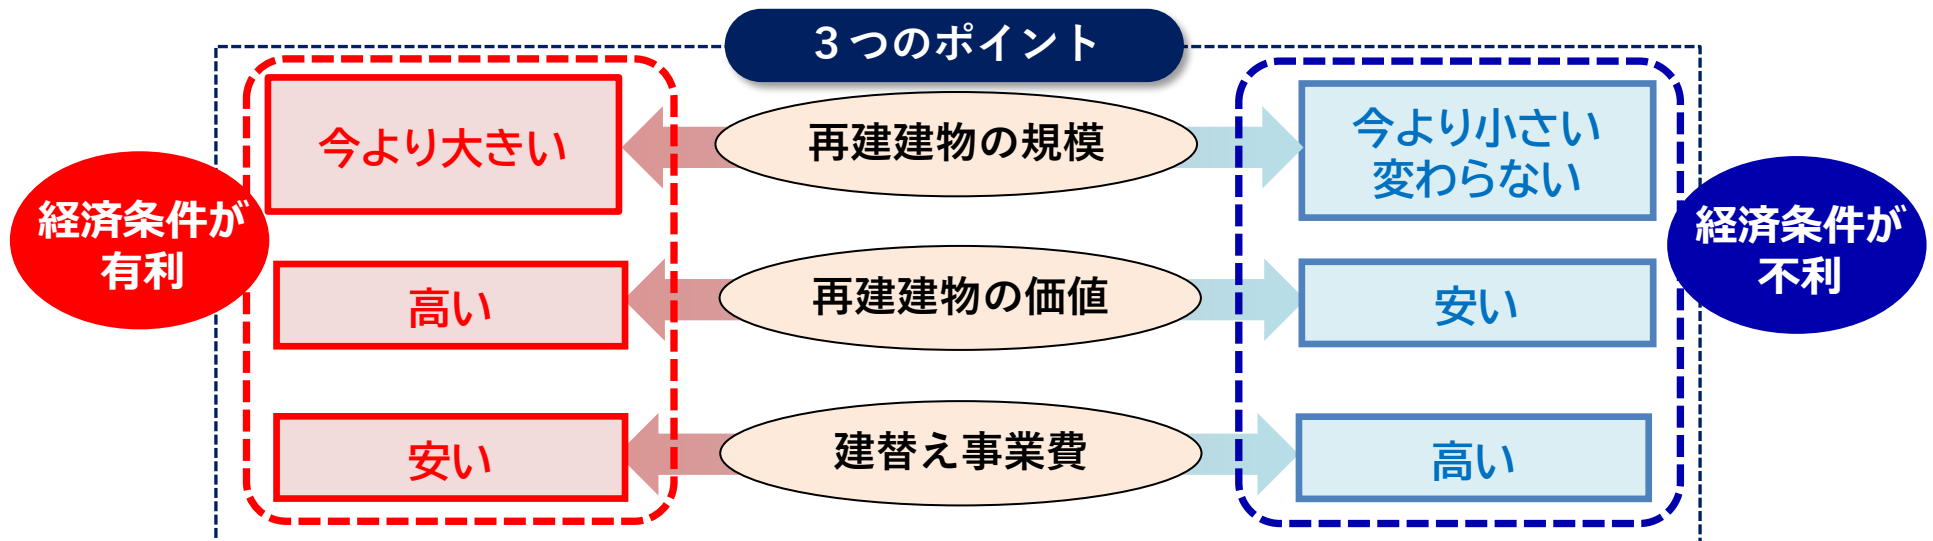 ３つのポイント
経済条件が
有利
今より大きい
再建建物の規模
今より小さい
変わらない
高い
再建建物の価値
安い
安い
建替え事業費
高い
経済条件が
不利